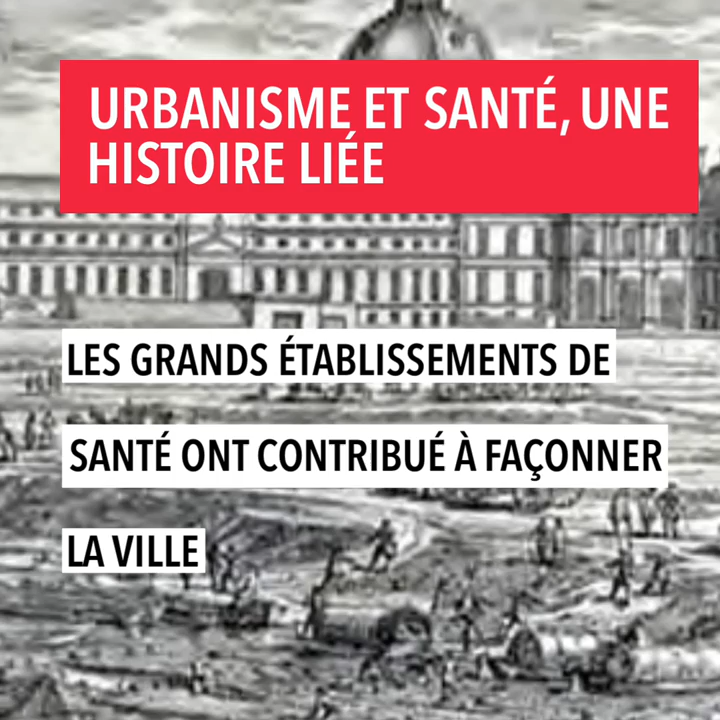 URBANISME ET SANTÉ, UNE
HISTOIRE LIÉE
LES GRANDS ÉTABLISSEMENTS DE
SANTÉ ONT CONTRIBUÉ À FAÇONNER
LA VILLE